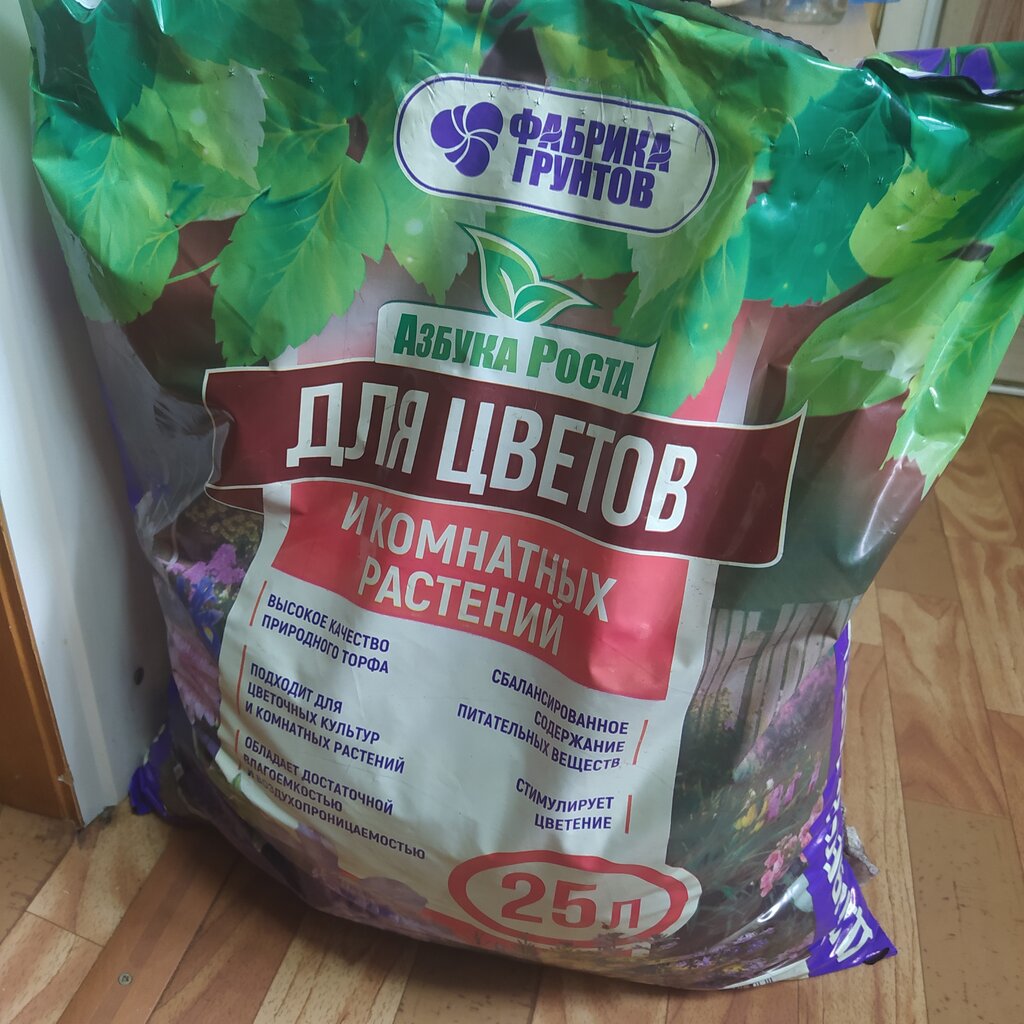 ФАБРИКА
ГРУНТОВ
АЗБУКА РОСТА
ДЛЯ ЦВЕТОВ
И КОМНАТНЫХ
РАСТЕНИЙ
ВЫСОКОЕ КАЧЕСТВО
ПРИРОДНОГО ТОРФА
ПОДХОДИТ ДЛЯ
ЦВЕТОЧНЫХ КУЛЬТУР
И КОМНАТНЫХ РАСТЕНИЙ
ОБЛАДАЕТ ДОСТАТОЧНОЙ
ВЛАГОЕМКОСТЬЮ
И ВОЗДУХОПРОНИЦАЕМОСТЬЮ
СБАЛАНСИРОВАННОЕ
СОДЕРЖАНИЕ
ПИТАТЕЛЬНЫХ ВЕЩЕСТВ
СТИМУЛИРУЕТ
ЦВЕТЕНИЕ
25 Л